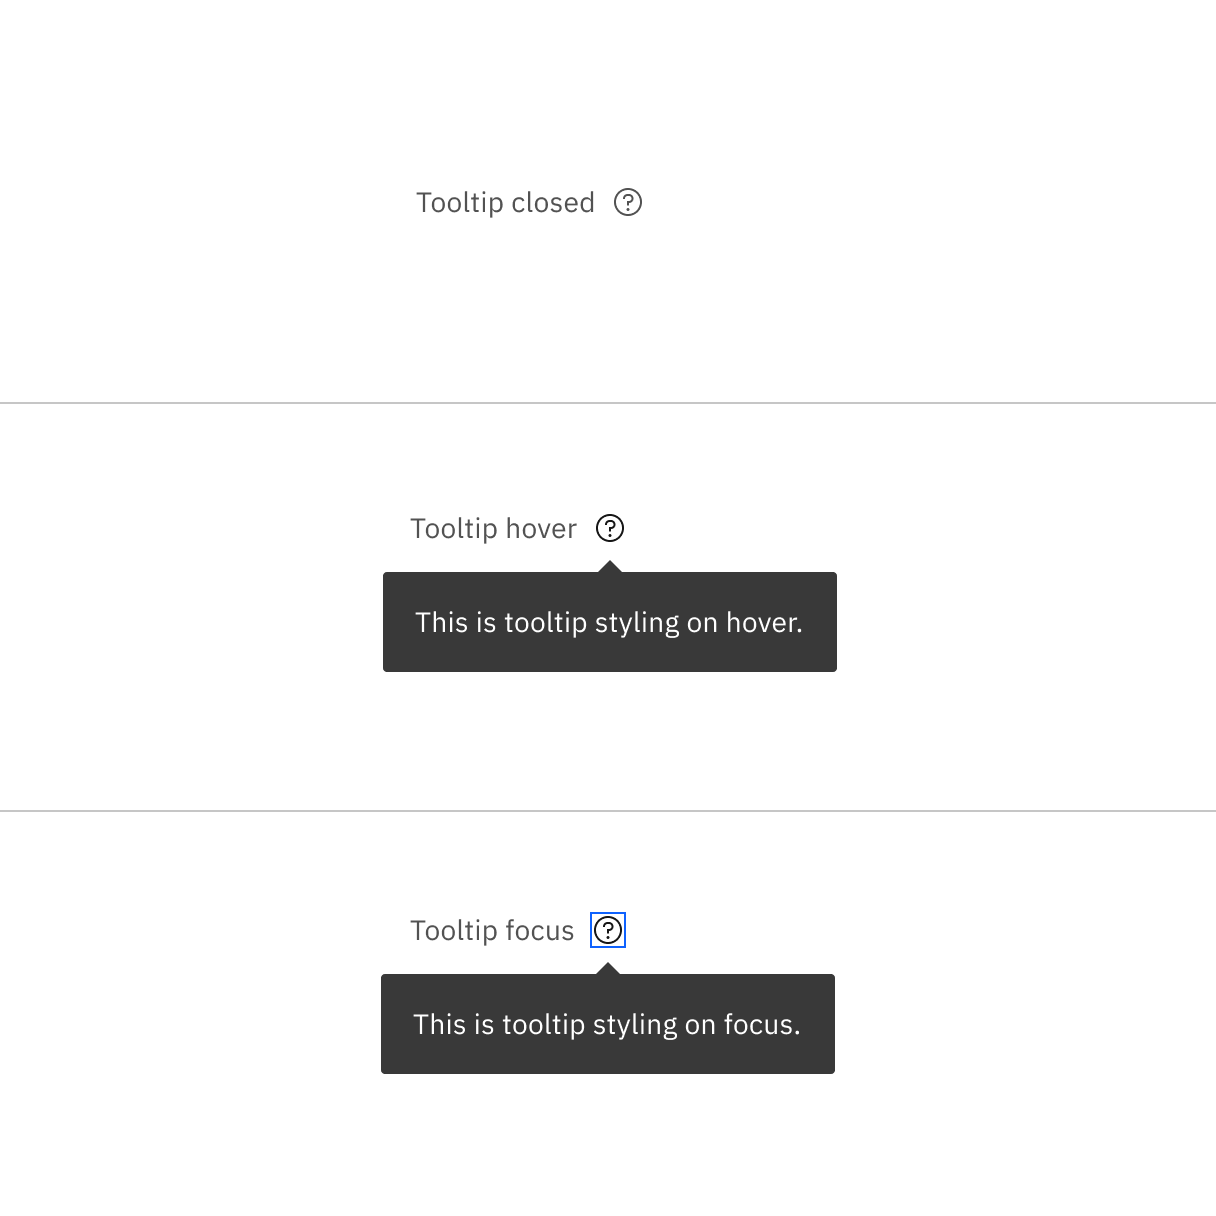 Tooltip closed
Tooltip hover
This is tooltip styling on hover.
Tooltip focus
This is tooltip styling on focus.